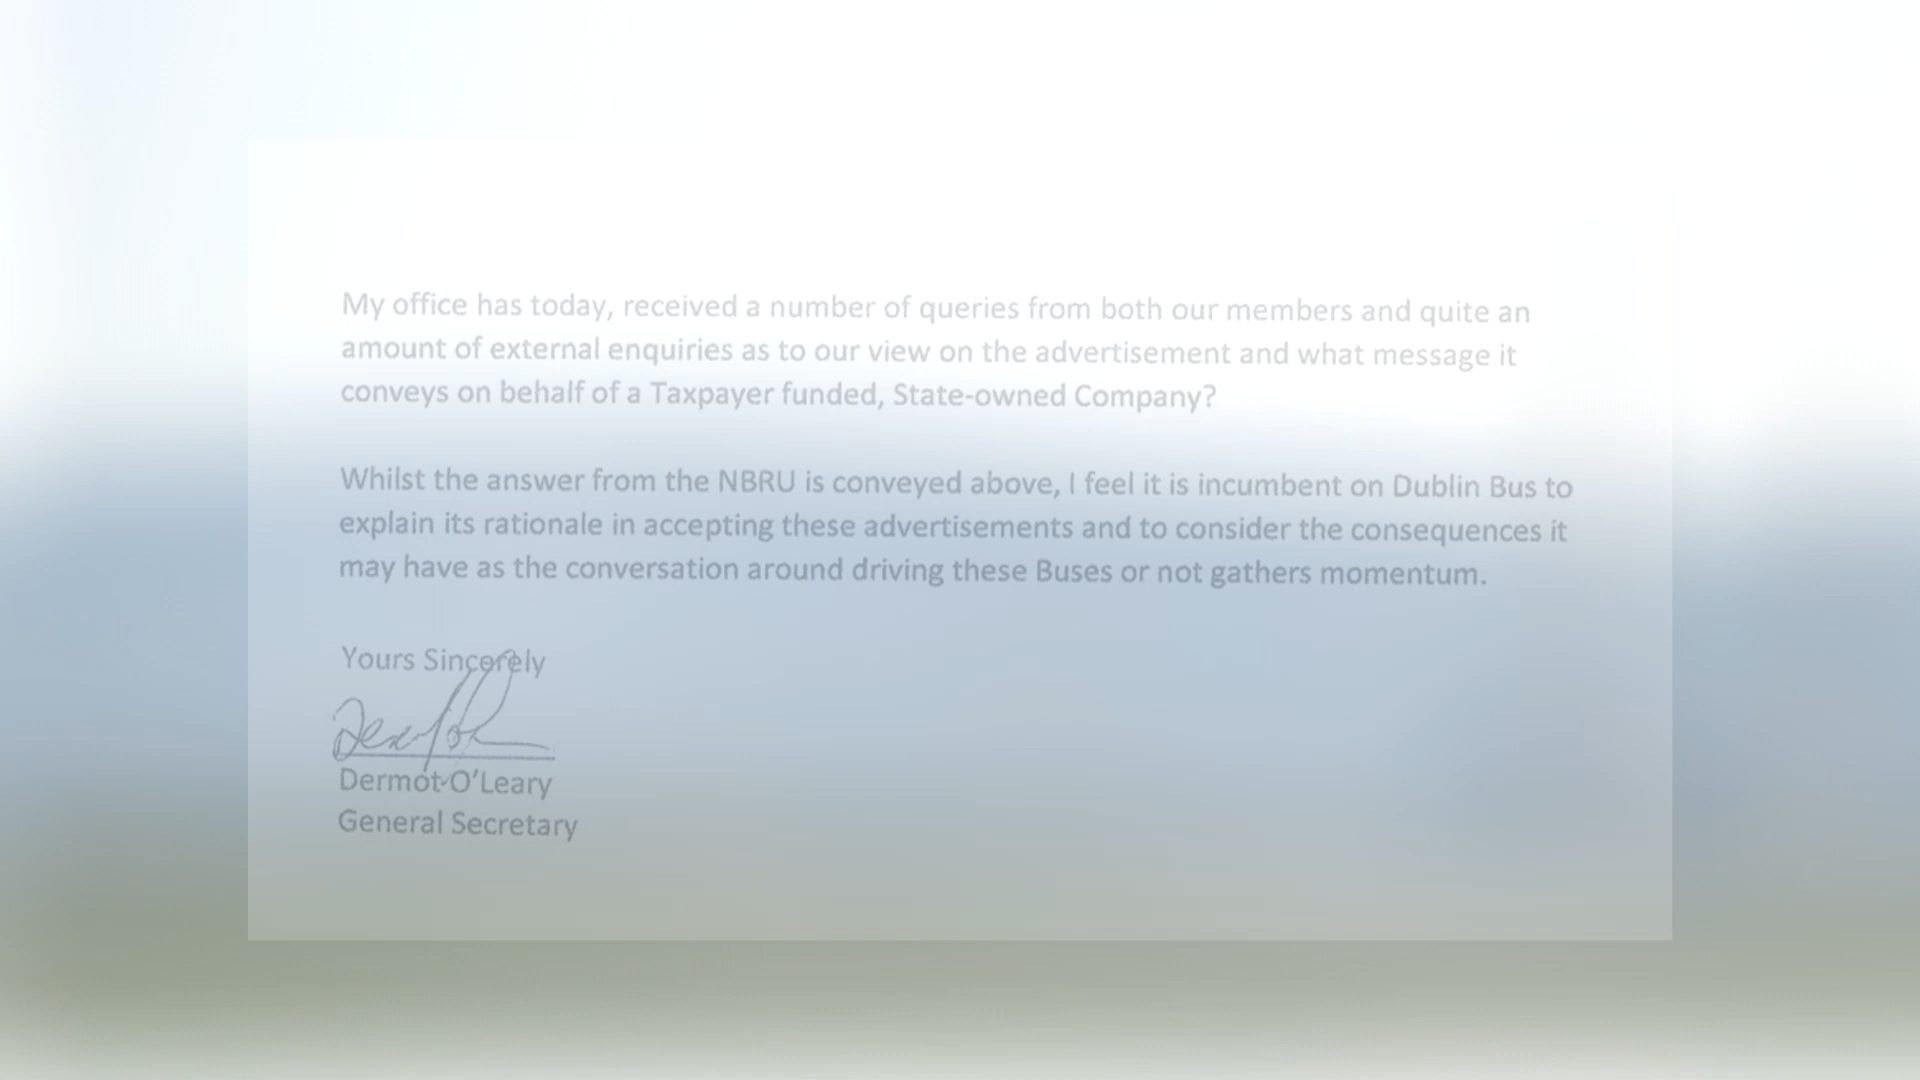 My office has today, received a number of queries from both our members and quite an
amount of external enquiries as to our view on the advertisement and what message it
conveys on behalf of a Taxpayer funded, State-owned Company?
Whilst the answer from the NBRU is conveyed above, I feel it is incumbent on Dublin Bus to
explain its rationale in accepting these advertisements and to consider the consequences it
may have as the conversation around driving these Buses or not gathers momentum.
Yours Sincerely
Dermot O'Leary
General Secretary